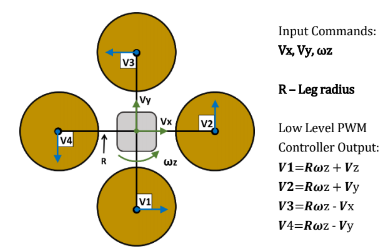 V3
Vy
Vx
V2
V4
R
ωz
V1
Input Commands:
Vx, Vy, ωz
R – Leg radius
Low Level PWM
Controller Output:
V1=Rωz + Vz
V2=Rωz + Vy
V3=Rωz - Vx
V4=Rωz - Vy